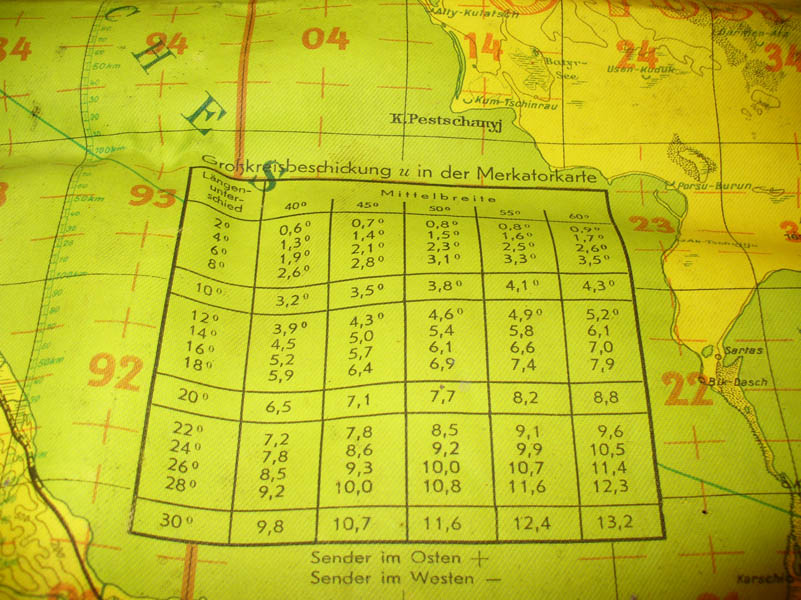 Ally-Kulatsch
CHES
84
94
04
14
24
34
Batyr-
See
Usen-Kuduk
50km
Kum-Tschinrau
K.Pestschanyj
100km
Großkreisbeschickung u in der Merkatorkarte
93
Längen-
unter-
schied
Mittelbreite
40° 45° 50° 55° 60°
2° 0,6° 0,7° 0,8° 0,8° 0,9°
4° 1,3° 1,4° 1,5° 1,6° 1,7°
6° 1,9° 2,1° 2,3° 2,5° 2,6°
8° 2,6° 2,8° 3,1° 3,3° 3,5°
10° 3,2° 3,5° 3,8° 4,1° 4,3°
12° 3,9° 4,3° 4,6° 4,9° 5,2°
14° 4,5 5,0 5,4 5,8 6,1
16° 5,2 5,7 6,1 6,6 7,0
18° 5,9 6,4 6,9 7,4 7,9
20° 6,5 7,1 7,7 8,2 8,8
22° 7,2 7,8 8,5 9,1 9,6
24° 7,8 8,6 9,2 9,9 10,5
26° 8,5 9,3 10,0 10,7 11,4
28° 9,2 10,0 10,8 11,6 12,3
30° 9,8 10,7 11,6 12,4 13,2
Sender im Osten +
Sender im Westen −
Porsu-Burun
23
100km
50km
92
Sartas
Bik-Dasch
22
Karschi